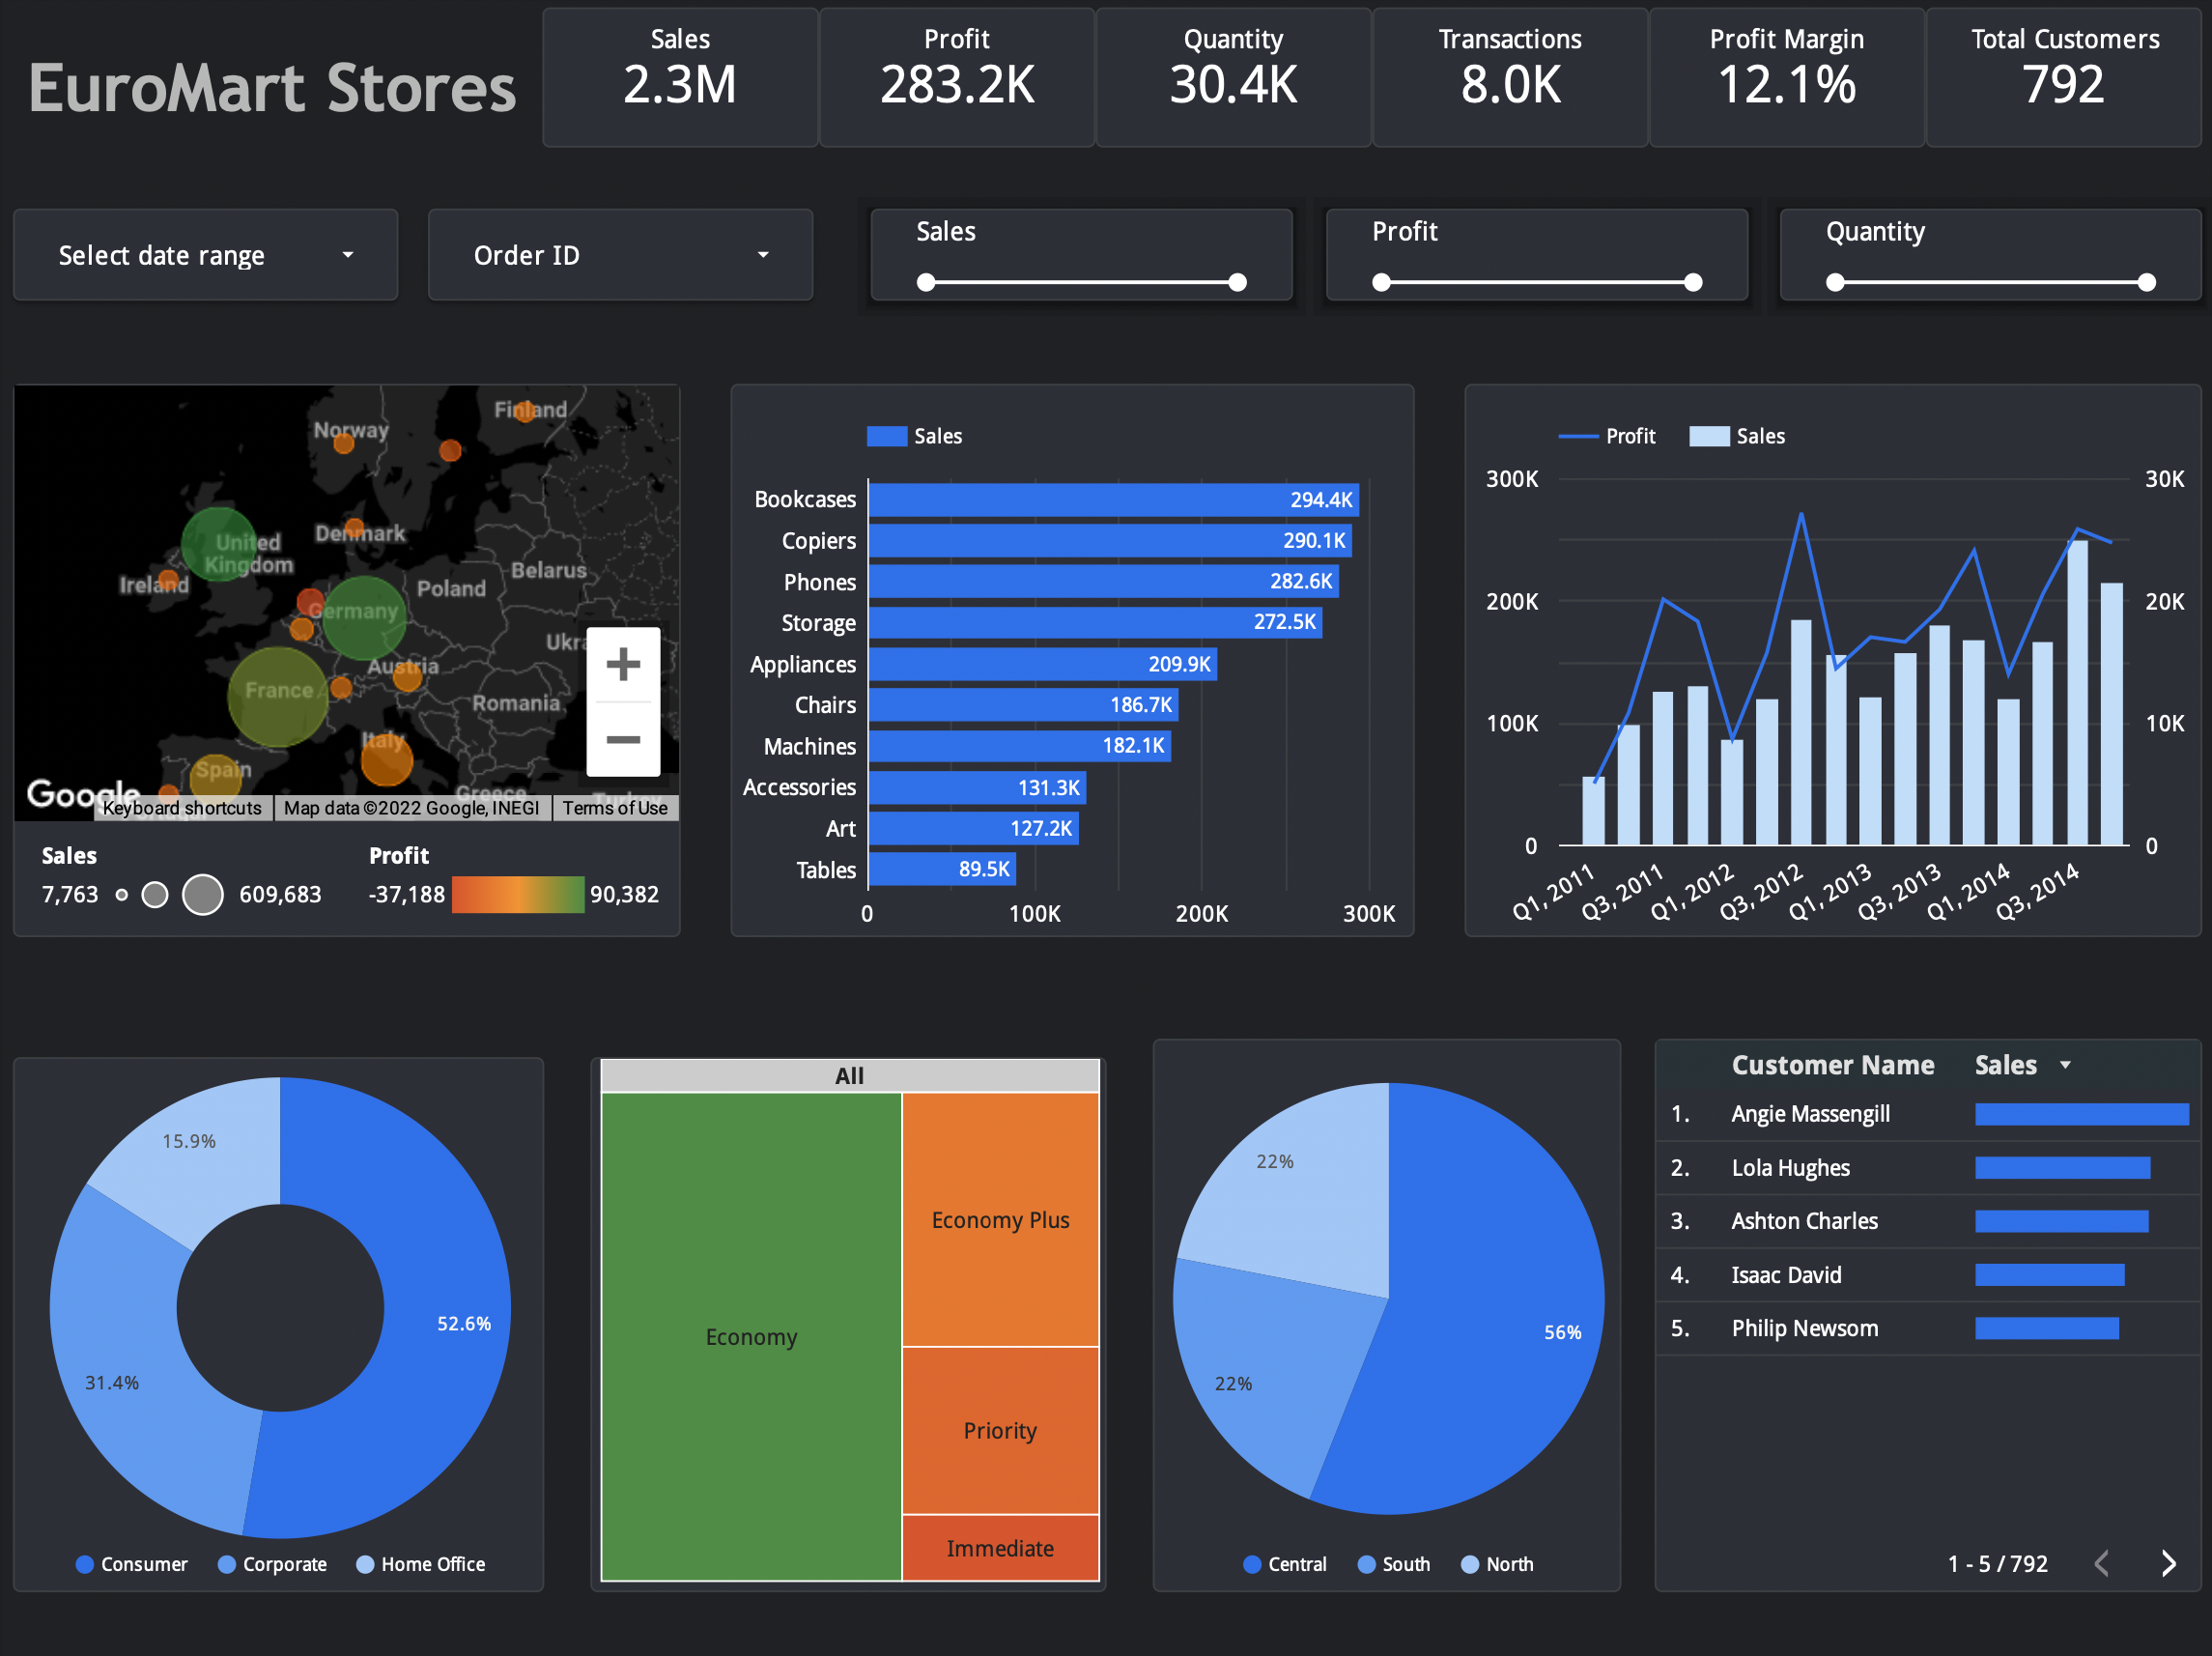 EuroMart Stores
Sales
2.3M
Profit
283.2K
Quantity
30.4K
Transactions
8.0K
Profit Margin
12.1%
Total Customers
792
Select date range
Order ID
Sales
Profit
Quantity
Finland
Norway
Denmark
United
Kingdom
Ireland
Belarus
Poland
Germany
Austria
France
Romania
Italy
Spain
Greece
Turkey
Google
Keyboard shortcuts
Map data ©2022 Google, INEGI
Terms of Use
Sales
7,763
609,683
Profit
-37,188
90,382
Sales
Bookcases 294.4K
Copiers 290.1K
Phones 282.6K
Storage 272.5K
Appliances 209.9K
Chairs 186.7K
Machines 182.1K
Accessories 131.3K
Art 127.2K
Tables 89.5K
0 100K 200K 300K
Profit Sales
300K 30K
200K 20K
100K 10K
0 0
Q1, 2011
Q3, 2011
Q1, 2012
Q3, 2012
Q1, 2013
Q3, 2013
Q1, 2014
Q3, 2014
15.9%
52.6%
31.4%
Consumer Corporate Home Office
All
Economy
Economy Plus
Priority
Immediate
22%
56%
22%
Central South North
Customer Name Sales
1. Angie Massengill
2. Lola Hughes
3. Ashton Charles
4. Isaac David
5. Philip Newsom
1 - 5 / 792